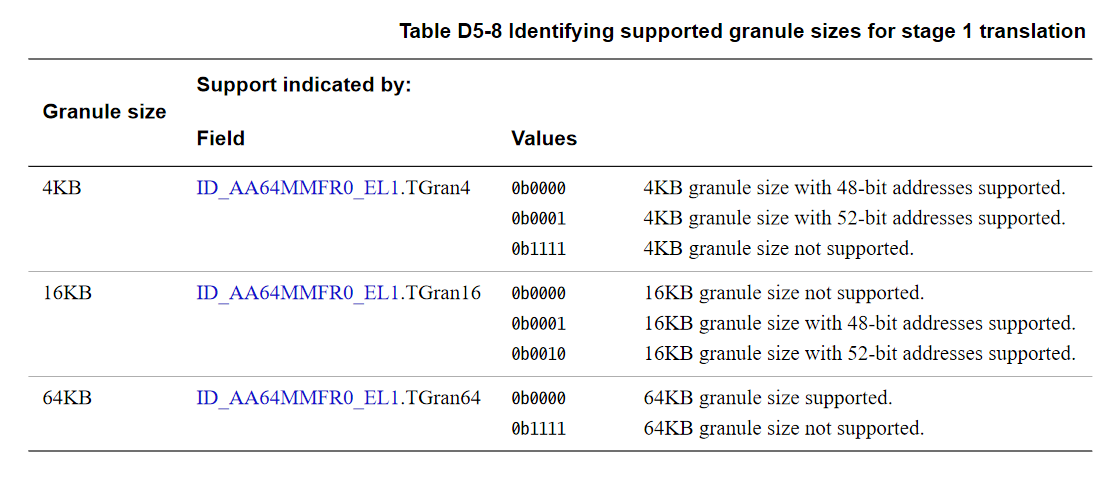 Table D5-8 Identifying supported granule sizes for stage 1 translation
Support indicated by:
Granule size
Field Values
4KB ID_AA64MMFR0_EL1.TGran4 0b0000 4KB granule size with 48-bit addresses supported.
0b0001 4KB granule size with 52-bit addresses supported.
0b1111 4KB granule size not supported.
16KB ID_AA64MMFR0_EL1.TGran16 0b0000 16KB granule size not supported.
0b0001 16KB granule size with 48-bit addresses supported.
0b0010 16KB granule size with 52-bit addresses supported.
64KB ID_AA64MMFR0_EL1.TGran64 0b0000 64KB granule size supported.
0b1111 64KB granule size not supported.